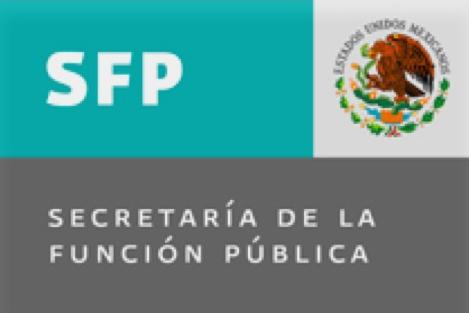 SFP
ESTADOS UNIDOS MEXICANOS
SECRETARÍA DE LA
FUNCIÓN PÚBLICA